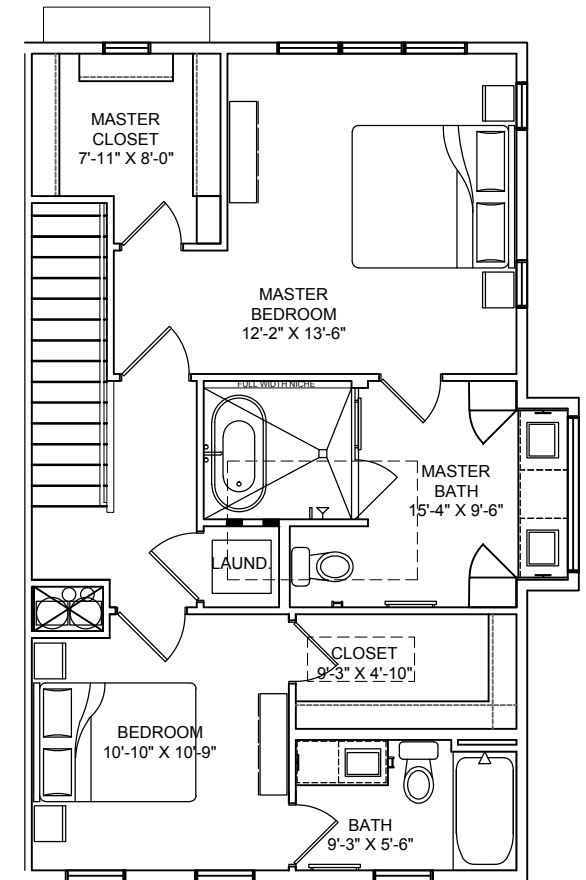 MASTER
CLOSET
7'-11" X 8'-0"
MASTER
BEDROOM
12'-2" X 13'-6"
FULL WIDTH NICHE
MASTER
BATH
15'-4" X 9'-6"
LAUND.
CLOSET
9'-3" X 4'-10"
BEDROOM
10'-10" X 10'-9"
BATH
9'-3" X 5'-6"